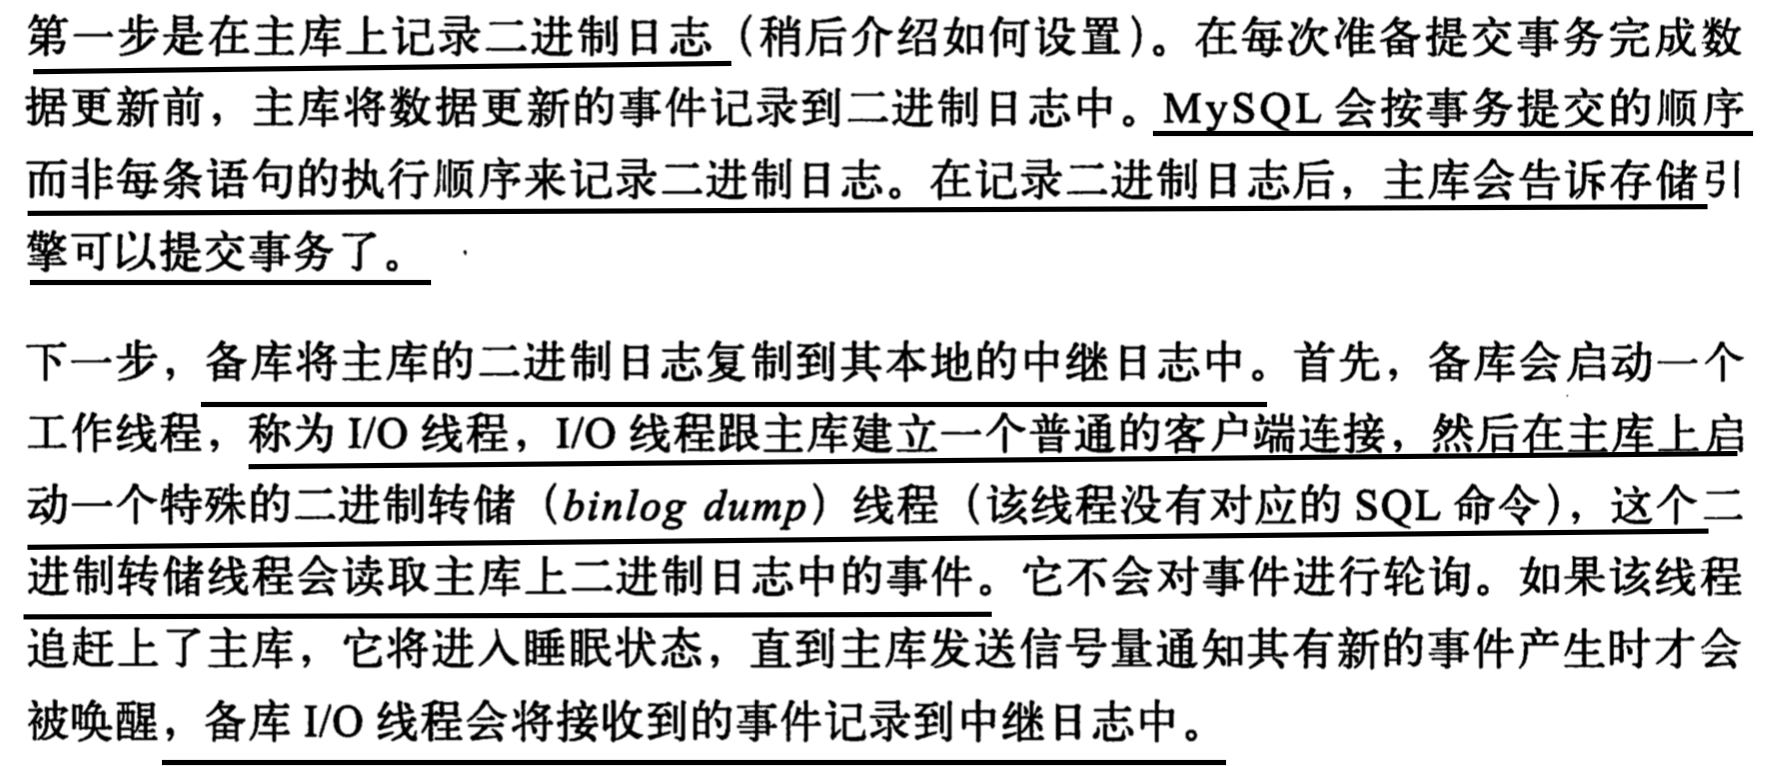 第一步是在主库上记录二进制日志（稍后介绍如何设置）。在每次准备提交事务完成数
据更新前，主库将数据更新的事件记录到二进制日志中。MySQL 会按事务提交的顺序
而非每条语句的执行顺序来记录二进制日志。在记录二进制日志后，主库会告诉存储引
擎可以提交事务了。
下一步，备库将主库的二进制日志复制到其本地的中继日志中。首先，备库会启动一个
工作线程，称为 I/O 线程，I/O 线程跟主库建立一个普通的客户端连接，然后在主库上启
动一个特殊的二进制转储（binlog dump）线程（该线程没有对应的 SQL 命令），这个二
进制转储线程会读取主库上二进制日志中的事件。它不会对事件进行轮询。如果该线程
追赶上了主库，它将进入睡眠状态，直到主库发送信号量通知其有新的事件产生时才会
被唤醒，备库 I/O 线程会将接收到的事件记录到中继日志中。